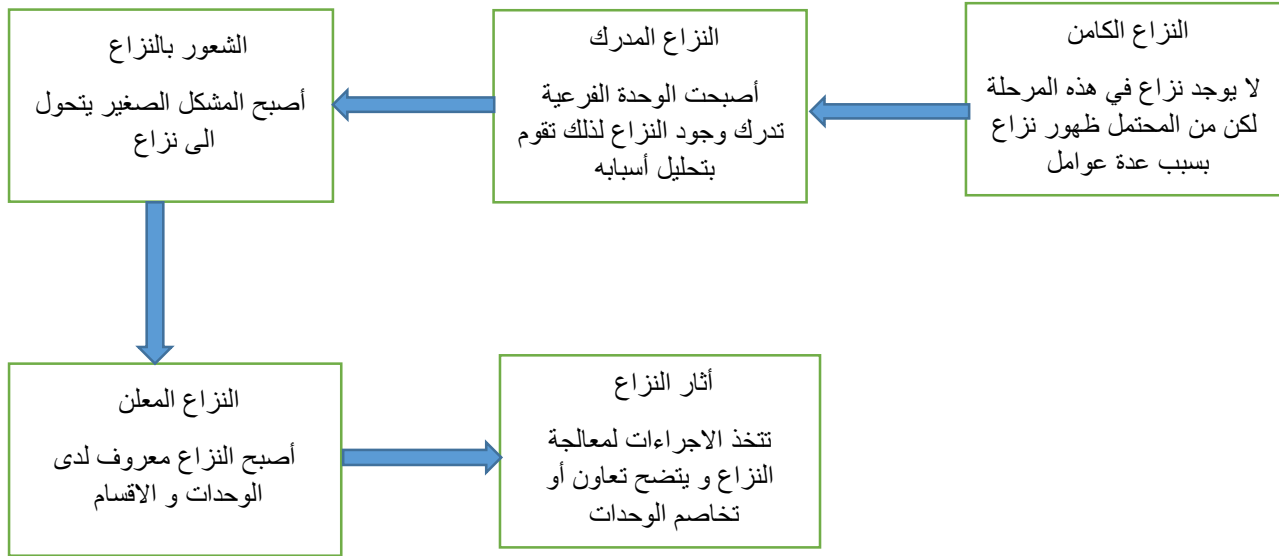 النزاع الكامن
لا يوجد نزاع في هذه المرحلة
لكن من المحتمل ظهور نزاع
بسبب عدة عوامل
النزاع المدرك
أصبحت الوحدة الفرعية
تدرك وجود النزاع لذلك تقوم
بتحليل أسبابه
الشعور بالنزاع
أصبح المشكل الصغير يتحول
الى نزاع
النزاع المعلن
أصبح النزاع معروف لدى
الوحدات و الاقسام
أثار النزاع
تتخذ الاجراءات لمعالجة
النزاع و يتضح تعاون أو
تخاصم الوحدات